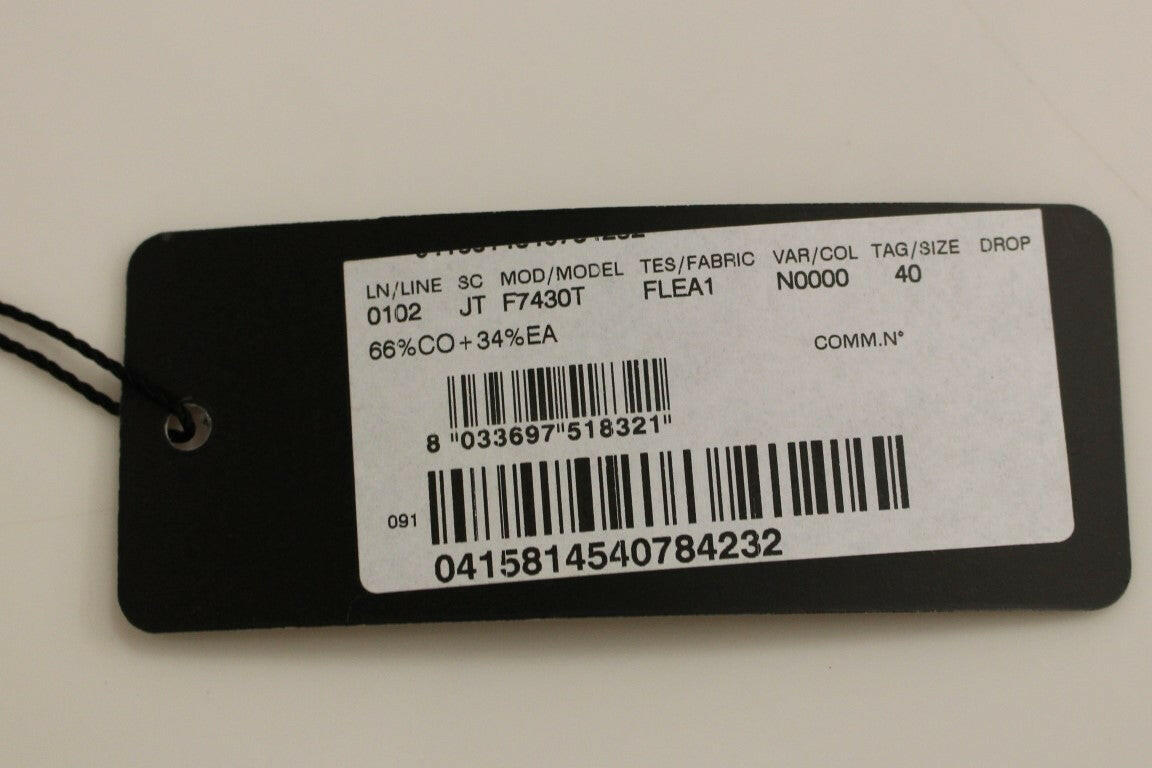 LN/LINE SC MOD/MODEL TES/FABRIC VAR/COL TAG/SIZE DROP
0102 JT F7430T FLEA1 N0000 40
66%CO+34%EA COMM.N°
8 "033697"518321"
091
0415814540784232